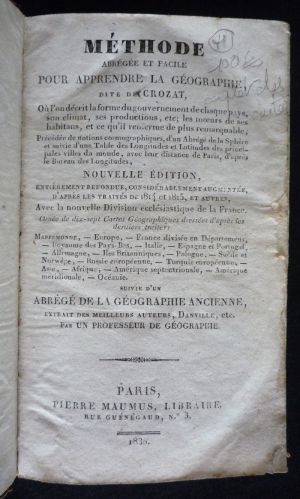 MÉTHODE
ABRÉGÉE ET FACILE
POUR APPRENDRE LA GÉOGRAPHIE,
DITE DE CROZAT,
Où l'on décrit la forme du gouvernement de chaque pays,
son climat, ses productions, etc; les mœurs de ses
habitans, et ce qu'il renferme de plus remarquable,
Précédée de notions cosmographiques, d'un Abrégé de la Sphère
et suivie d'une Table des Longitudes et Latitudes des principales villes du monde, avec leur distance de Paris, d'après
le Bureau des Longitudes.
NOUVELLE ÉDITION,
ENTIÈREMENT REFONDUE, CONSIDÉRABLEMENT AUGMENTÉE,
D'APRÈS LES TRAITÉS DE 1814 ET 1815, ET AUTRES,
Avec la nouvelle Division ecclésiastique de la France.
Ornée de dix-sept Cartes Géographiques dressées d'après les
derniers traités:
MAPPEMONDE, — Europe, — France divisée en Départemens,
— Royaume des Pays-Bas, — Italie, — Espagne et Portugal,
— Allemagne, — Iles Britanniques, — Pologne, — Suède et
Norwège, — Russie européenne, — Turquie européenne, —
Asie, — Afrique, — Amérique septentrionale, — Amérique
méridionale, — Océanie.
SUIVIE D'UN
ABRÉGÉ DE LA GÉOGRAPHIE ANCIENNE,
EXTRAIT DES MEILLEURS AUTEURS, DANVILLE, etc.
PAR UN PROFESSEUR DE GÉOGRAPHIE.
PARIS,
PIERRE MAUMUS, LIBRAIRE,
RUE GUÉNÉGAUD, N.° 3.
1830.